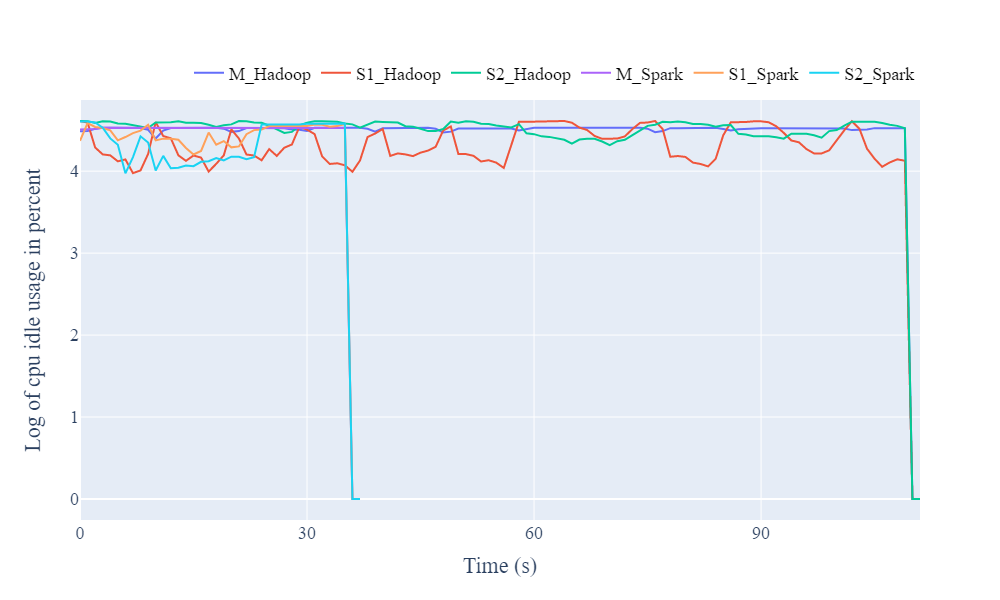 M_Hadoop S1_Hadoop S2_Hadoop M_Spark S1_Spark S2_Spark
Log of cpu idle usage in percent
4
3
2
1
0
0 30 60 90
Time (s)